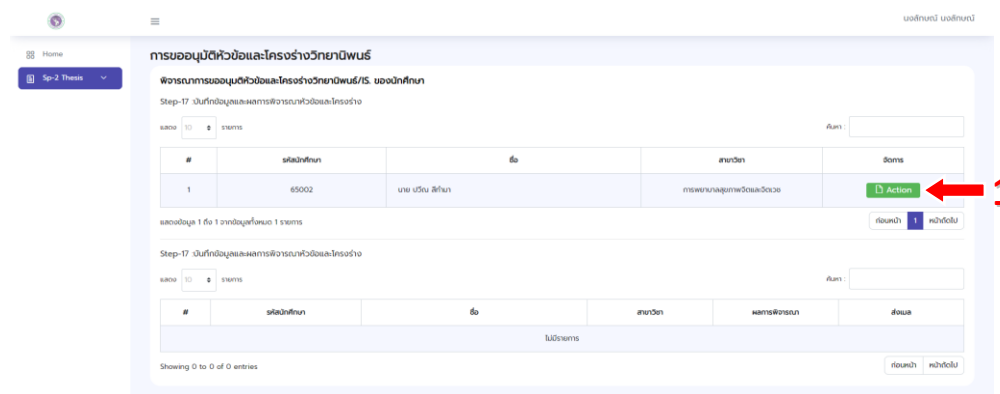 นงลักษณ์ นงลักษณ์
Home
Sp-2 Thesis
การขออนุมัติหัวข้อและโครงร่างวิทยานิพนธ์
พิจารณาการขออนุมติหัวข้อและโครงร่างวิทยานิพนธ์/IS. ของนักศึกษา
Step-17 :บันทึกข้อมูลและผลการพิจารณาหัวข้อและโครงร่าง
แสดง 10 รายการ
ค้นหา :
# รหัสนักศึกษา ชื่อ สาขาวิชา จัดการ
1 65002 นาย ปวีณ สีกำมา การพยาบาลสุขภาพจิตและจิตเวช Action
แสดงข้อมูล 1 ถึง 1 จากข้อมูลทั้งหมด 1 รายการ
ก่อนหน้า 1 หน้าถัดไป
Step-17 :บันทึกข้อมูลและผลการพิจารณาหัวข้อและโครงร่าง
แสดง 10 รายการ
ค้นหา :
# รหัสนักศึกษา ชื่อ สาขาวิชา ผลการพิจารณา ส่งเมล
ไม่มีรายการ
Showing 0 to 0 of 0 entries
ก่อนหน้า หน้าถัดไป